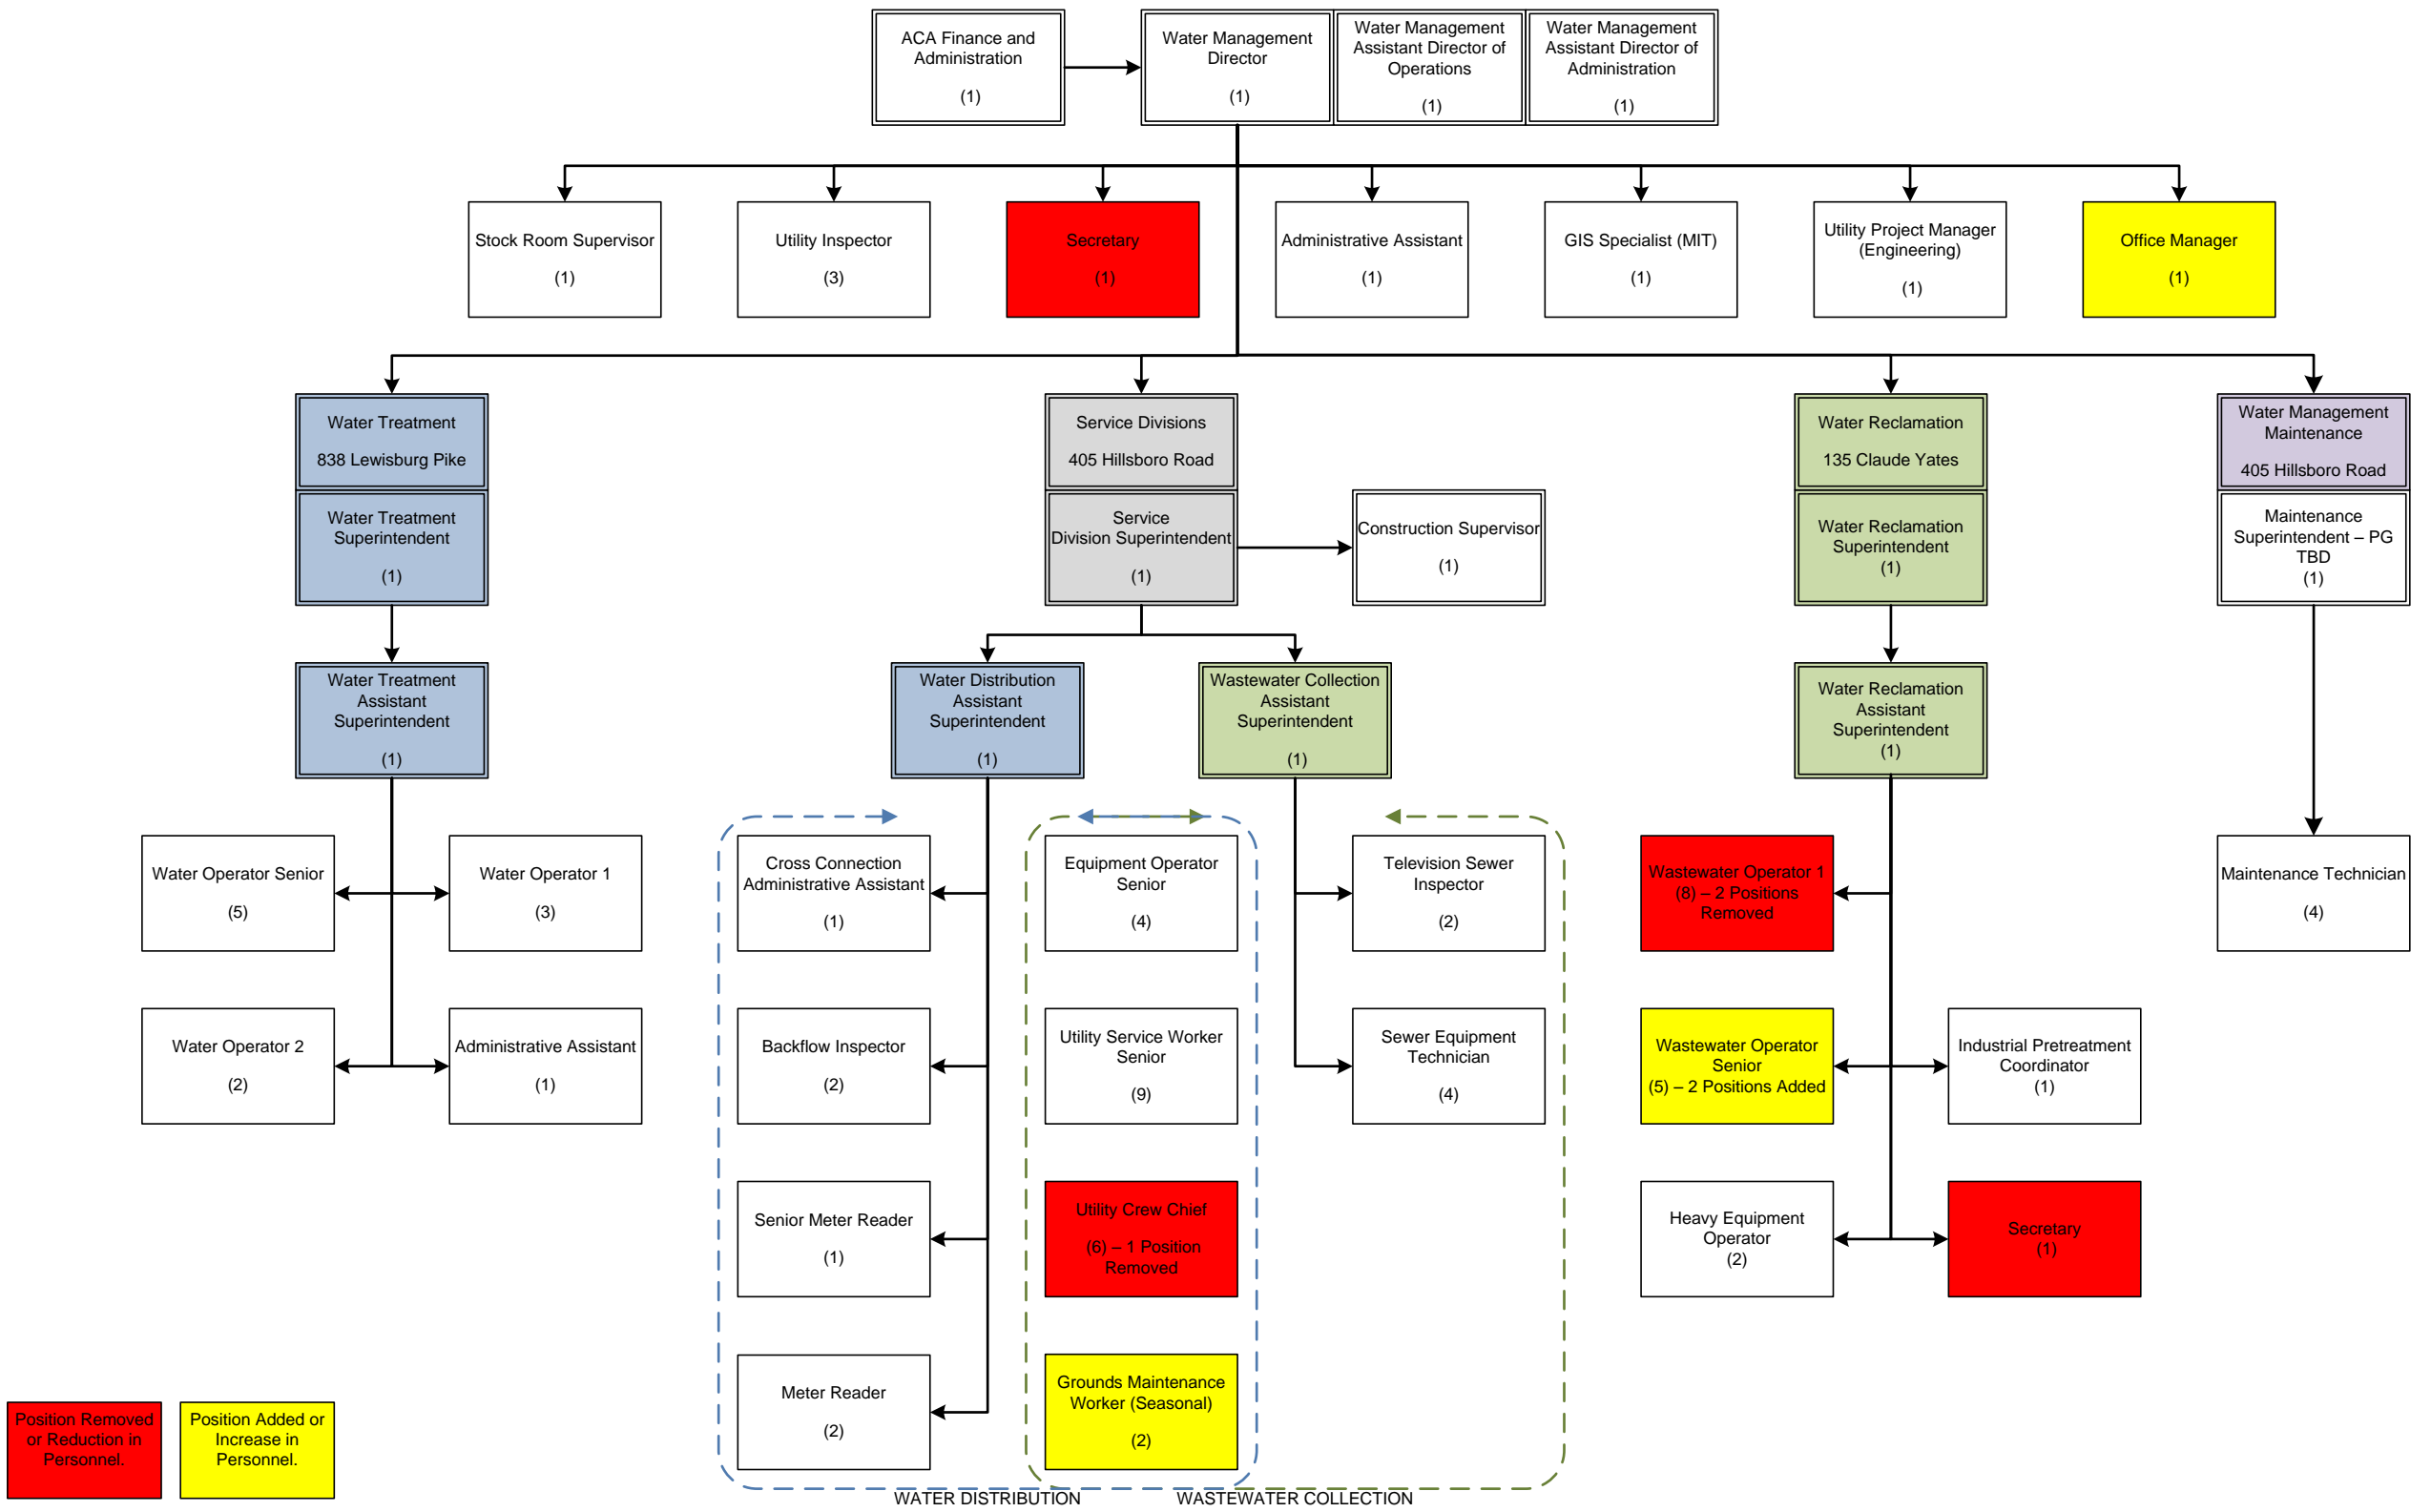 ACA Finance and
Administration
(1)
Water Management
Director
(1)
Water Management
Assistant Director of
Operations
(1)
Water Management
Assistant Director of
Administration
(1)
Stock Room Supervisor
(1)
Utility Inspector
(3)
Secretary
(1)
Administrative Assistant
(1)
GIS Specialist (MIT)
(1)
Utility Project Manager
(Engineering)
(1)
Office Manager
(1)
Water Treatment
838 Lewisburg Pike
Water Treatment
Superintendent
(1)
Service Divisions
405 Hillsboro Road
Service
Division Superintendent
(1)
Construction Supervisor
(1)
Water Reclamation
135 Claude Yates
Water Reclamation
Superintendent
(1)
Water Management
Maintenance
405 Hillsboro Road
Maintenance
Superintendent – PG
TBD
(1)
Water Treatment
Assistant
Superintendent
(1)
Water Distribution
Assistant
Superintendent
(1)
Wastewater Collection
Assistant
Superintendent
(1)
Water Reclamation
Assistant
Superintendent
(1)
Water Operator Senior
(5)
Water Operator 1
(3)
Cross Connection
Administrative Assistant
(1)
Equipment Operator
Senior
(4)
Television Sewer
Inspector
(2)
Wastewater Operator 1
(8) – 2 Positions
Removed
Maintenance Technician
(4)
Water Operator 2
(2)
Administrative Assistant
(1)
Backflow Inspector
(2)
Utility Service Worker
Senior
(9)
Sewer Equipment
Technician
(4)
Wastewater Operator
Senior
(5) – 2 Positions Added
Industrial Pretreatment
Coordinator
(1)
Senior Meter Reader
(1)
Utility Crew Chief
(6) – 1 Position
Removed
Heavy Equipment
Operator
(2)
Secretary
(1)
Meter Reader
(2)
Grounds Maintenance
Worker (Seasonal)
(2)
Position Removed
or Reduction in
Personnel.
Position Added or
Increase in
Personnel.
WATER DISTRIBUTION
WASTEWATER COLLECTION